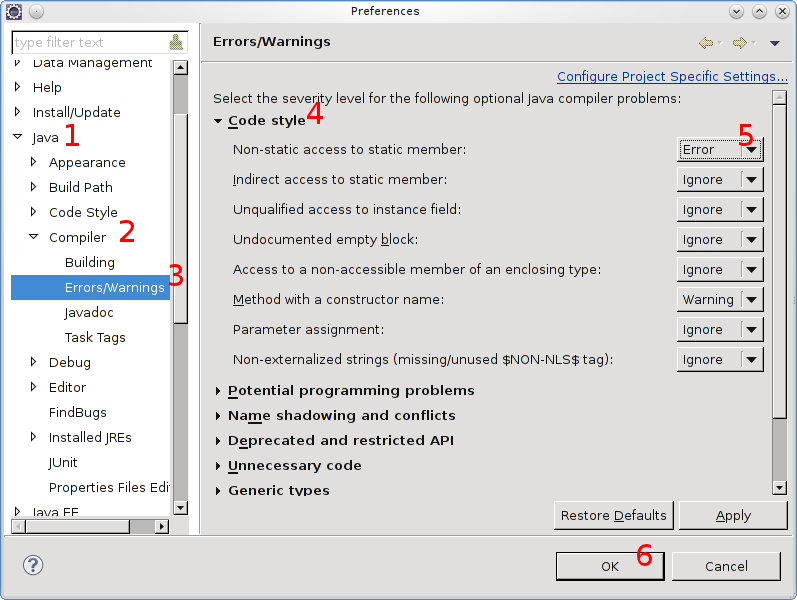 Preferences
type filter text
Data Management
Help
Install/Update
Java 1
Appearance
Build Path
Code Style
Compiler 2
Building
Errors/Warnings 3
Javadoc
Task Tags
Debug
Editor
FindBugs
Installed JREs
JUnit
Properties Files Edi
Java EE
Errors/Warnings
Configure Project Specific Settings...
Select the severity level for the following optional Java compiler problems:
Code style 4
Non-static access to static member: Error 5
Indirect access to static member: Ignore
Unqualified access to instance field: Ignore
Undocumented empty block: Ignore
Access to a non-accessible member of an enclosing type: Ignore
Method with a constructor name: Warning
Parameter assignment: Ignore
Non-externalized strings (missing/unused $NON-NLS$ tag): Ignore
Potential programming problems
Name shadowing and conflicts
Deprecated and restricted API
Unnecessary code
Generic types
Restore Defaults Apply
? OK 6 Cancel